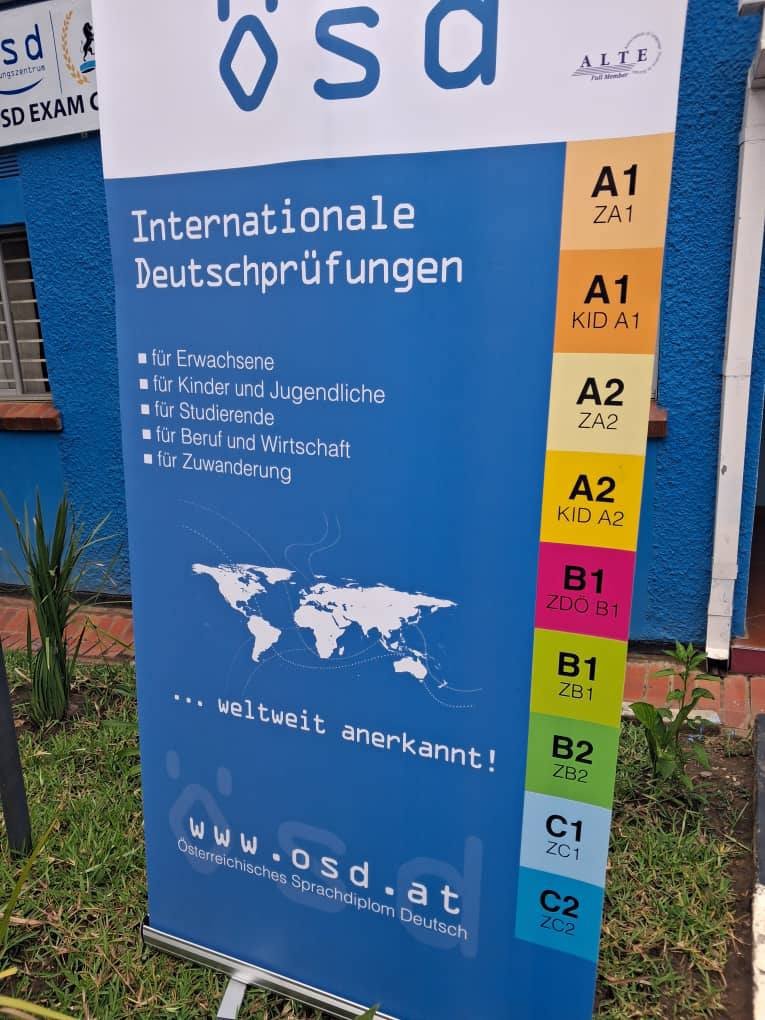 ösd
SD EXAM C
ösd
ALTE
Full Member
Internationale
Deutschprüfungen
für Erwachsene
für Kinder und Jugendliche
für Studierende
für Beruf und Wirtschaft
für Zuwanderung
A1
ZA1
A1
KID A1
A2
ZA2
A2
KID A2
B1
ZDÖ B1
B1
ZB1
B2
ZB2
C1
ZC1
C2
ZC2
... weltweit anerkannt!
ösd
www.osd.at
Österreichisches Sprachdiplom Deutsch